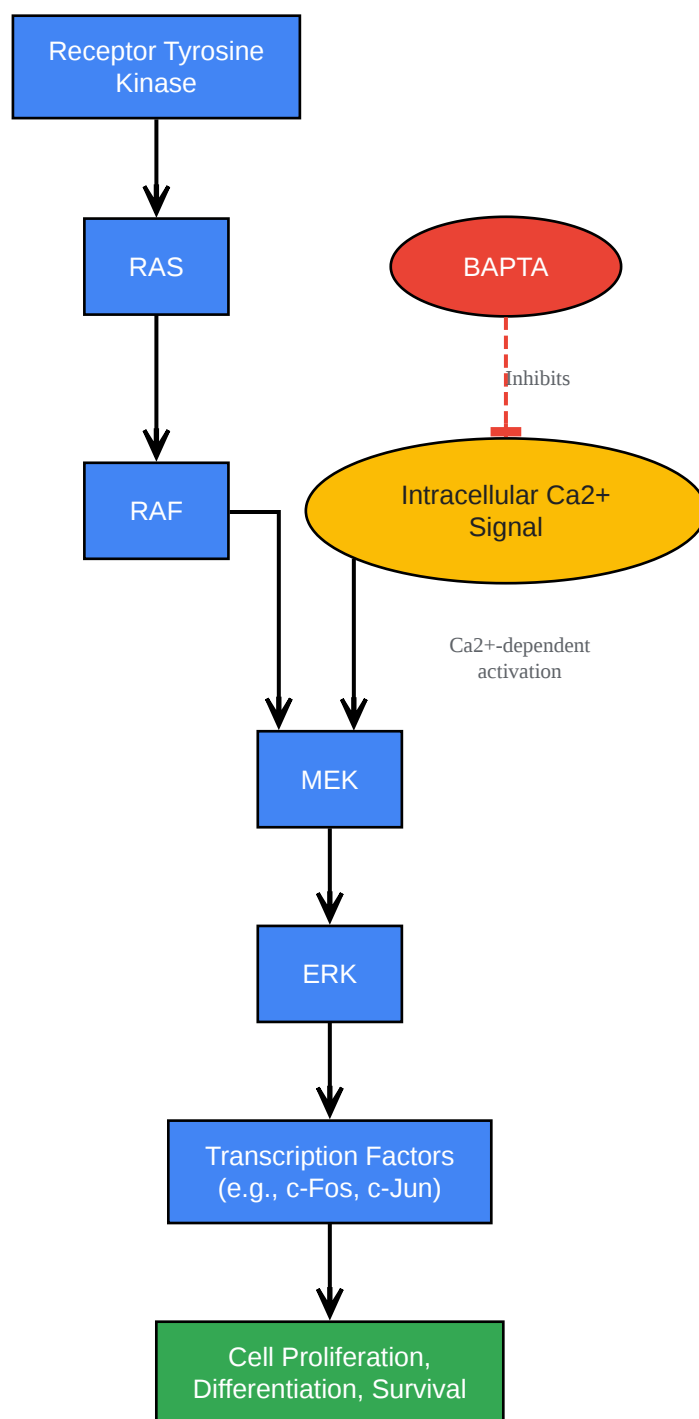 Receptor Tyrosine
Kinase
RAS
BAPTA
Inhibits
RAF
Intracellular Ca2+
Signal
Ca2+-dependent
activation
MEK
ERK
Transcription Factors
(e.g., c-Fos, c-Jun)
Cell Proliferation,
Differentiation, Survival